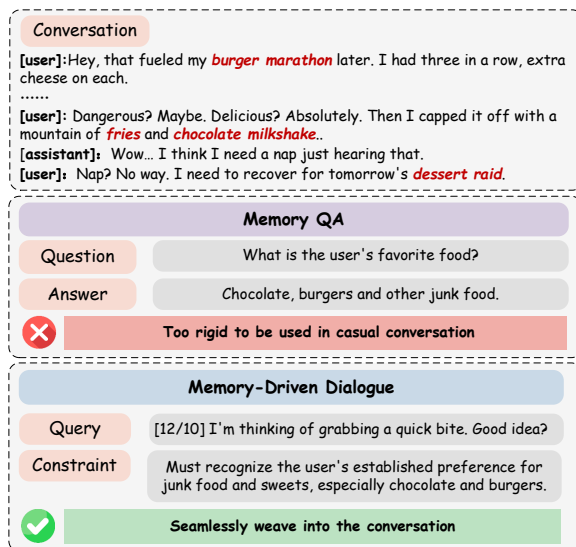 Conversation
[user]:Hey, that fueled my burger marathon later. I had three in a row, extra
cheese on each.
......
[user]: Dangerous? Maybe. Delicious? Absolutely. Then I capped it off with a
mountain of fries and chocolate milkshake..
[assistant]: Wow... I think I need a nap just hearing that.
[user]: Nap? No way. I need to recover for tomorrow's dessert raid.
Memory QA
Question
What is the user's favorite food?
Answer
Chocolate, burgers and other junk food.
Too rigid to be used in casual conversation
Memory-Driven Dialogue
Query
[12/10] I'm thinking of grabbing a quick bite. Good idea?
Constraint
Must recognize the user's established preference for
junk food and sweets, especially chocolate and burgers.
Seamlessly weave into the conversation